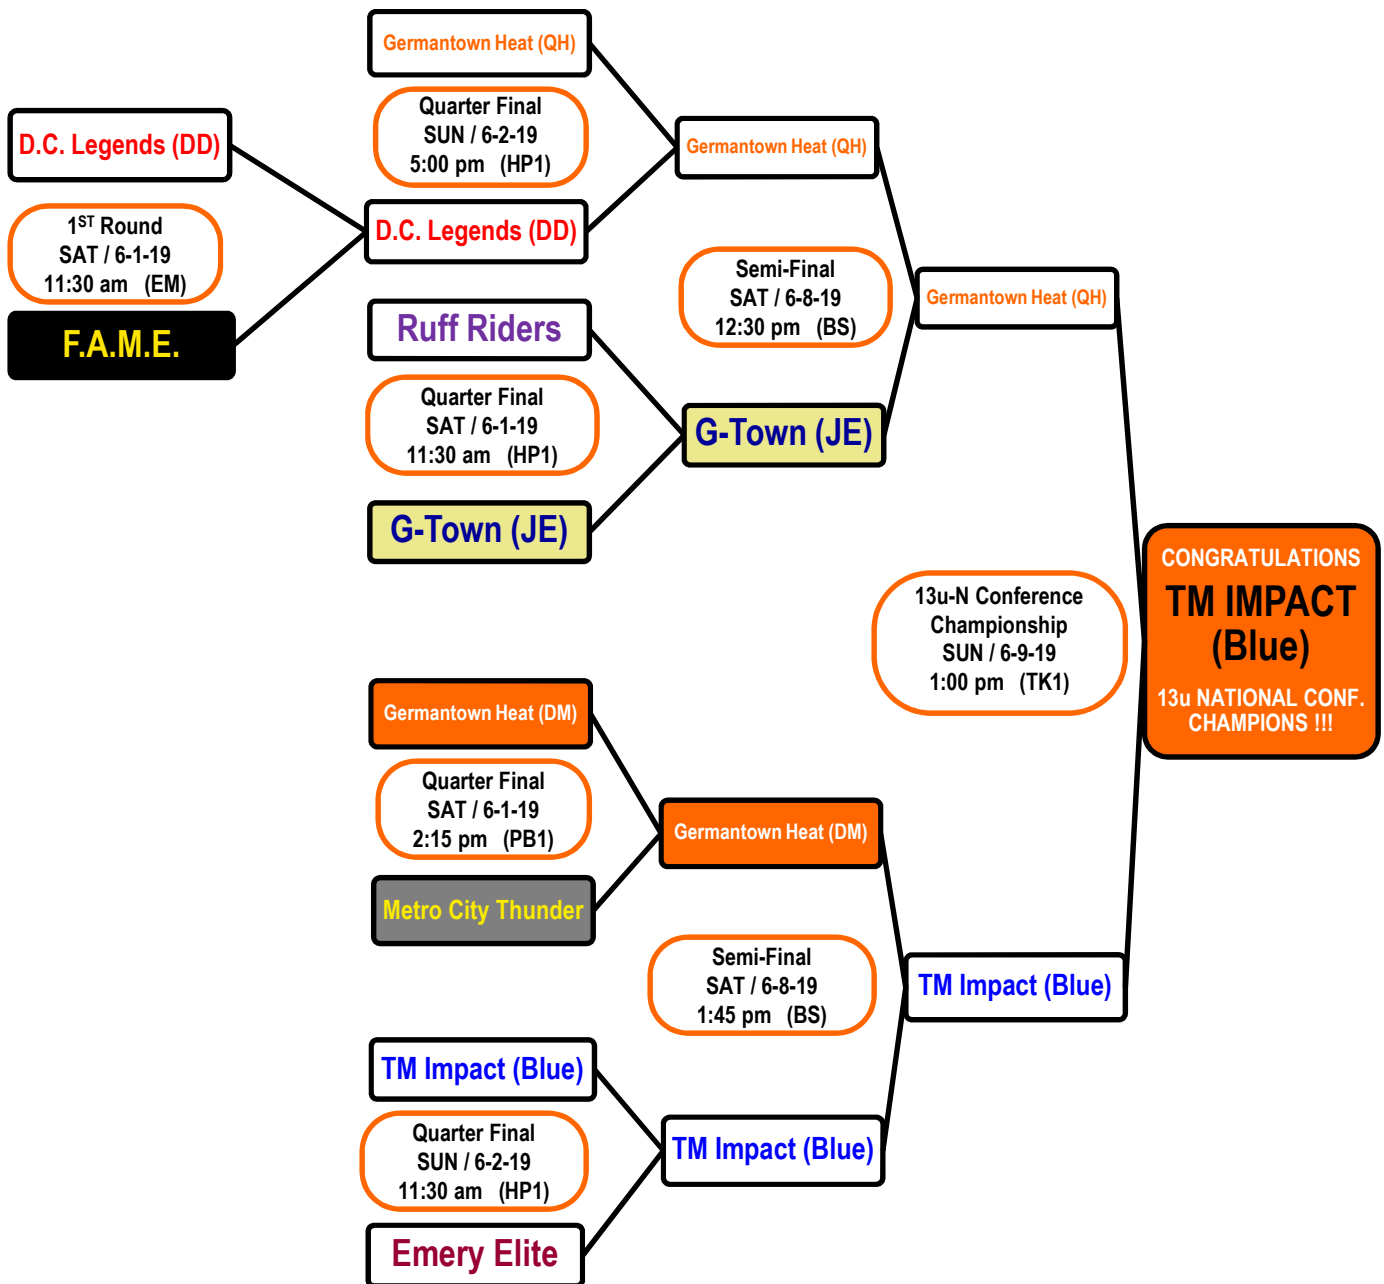 Germantown Heat (QH)
Quarter Final
SUN / 6-2-19
5:00 pm (HP1)
D.C. Legends (DD)
Germantown Heat (QH)
1ST Round
SAT / 6-1-19
11:30 am (EM)
D.C. Legends (DD)
F.A.M.E.
Semi-Final
SAT / 6-8-19
12:30 pm (BS)
Germantown Heat (QH)
Ruff Riders
Quarter Final
SAT / 6-1-19
11:30 am (HP1)
G-Town (JE)
G-Town (JE)
CONGRATULATIONS
TM IMPACT
(Blue)
13u NATIONAL CONF.
CHAMPIONS !!!
13u-N Conference
Championship
SUN / 6-9-19
1:00 pm (TK1)
Germantown Heat (DM)
Quarter Final
SAT / 6-1-19
2:15 pm (PB1)
Germantown Heat (DM)
Metro City Thunder
Semi-Final
SAT / 6-8-19
1:45 pm (BS)
TM Impact (Blue)
TM Impact (Blue)
Quarter Final
SUN / 6-2-19
11:30 am (HP1)
TM Impact (Blue)
Emery Elite